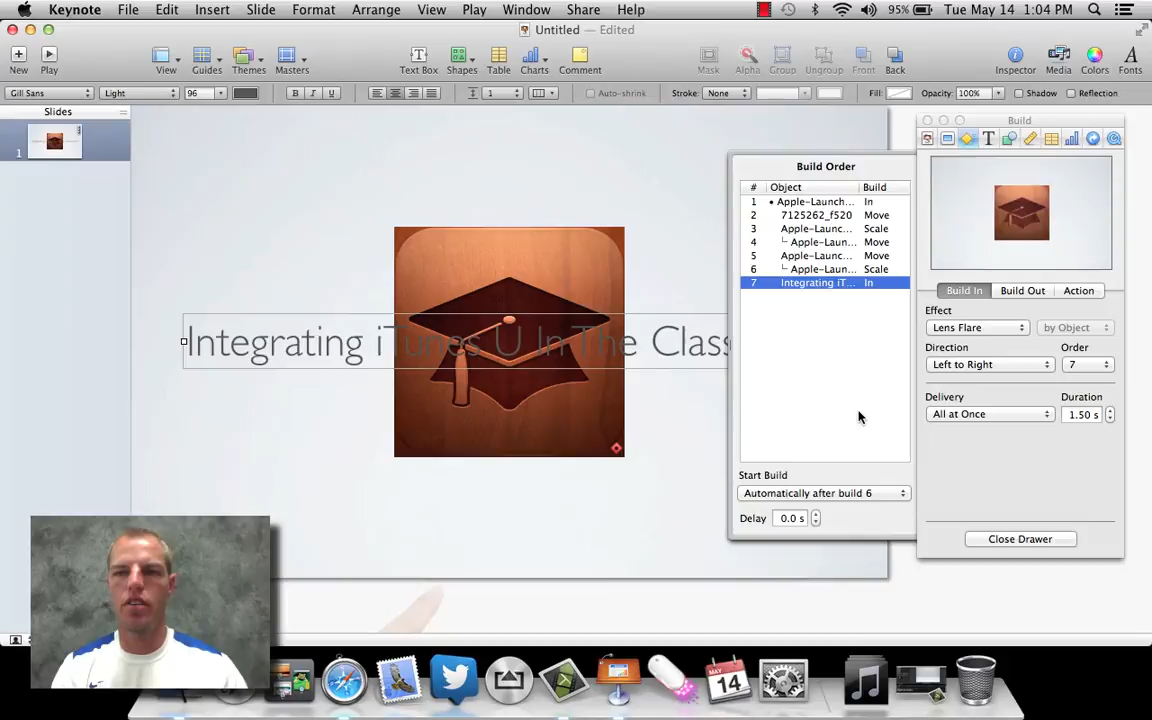 Keynote File Edit Insert Slide Format Arrange View Play Window Share Help 95% Tue May 14 1:04 PM
Untitled — Edited
New Play View Guides Themes Masters Text Box Shapes Table Charts Comment Mask Alpha Group Ungroup Front Back Inspector Media Colors Fonts
Gill Sans Light 96 B I U 1 Auto-shrink Stroke: None Fill: Opacity: 100% Shadow Reflection
Slides
1
Integrating iTunes U In The Class
Build Order
# Object Build
1 • Apple-Launch... In
2 7125262_f520 Move
3 Apple-Launc... Scale
4 Apple-Laun... Move
5 Apple-Launc... Move
6 Apple-Laun... Scale
7 Integrating iT... In
Start Build
Automatically after build 6
Delay 0.0 s
Build
Build In Build Out Action
Effect
Lens Flare by Object
Direction Order
Left to Right 7
Delivery Duration
All at Once 1.50 s
Close Drawer
MAY
14